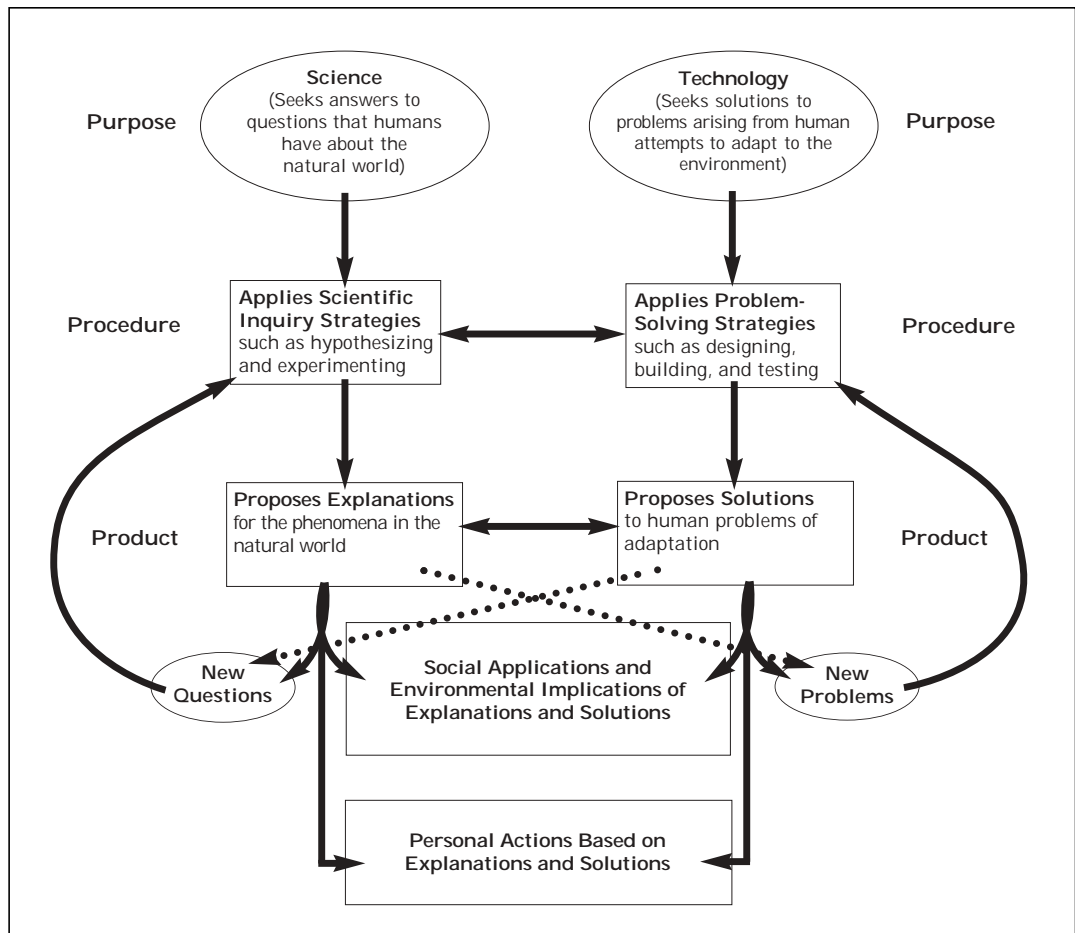 Science
(Seeks answers to
questions that humans
have about the
natural world)
Technology
(Seeks solutions to
problems arising from human
attempts to adapt to the
environment)
Purpose
Purpose
Procedure
Applies Scientific
Inquiry Strategies
such as hypothesizing
and experimenting
Applies Problem-
Solving Strategies
such as designing,
building, and testing
Procedure
Product
Proposes Explanations
for the phenomena in the
natural world
Proposes Solutions
to human problems of
adaptation
Product
New
Questions
Social Applications and
Environmental Implications of
Explanations and Solutions
New
Problems
Personal Actions Based on
Explanations and Solutions